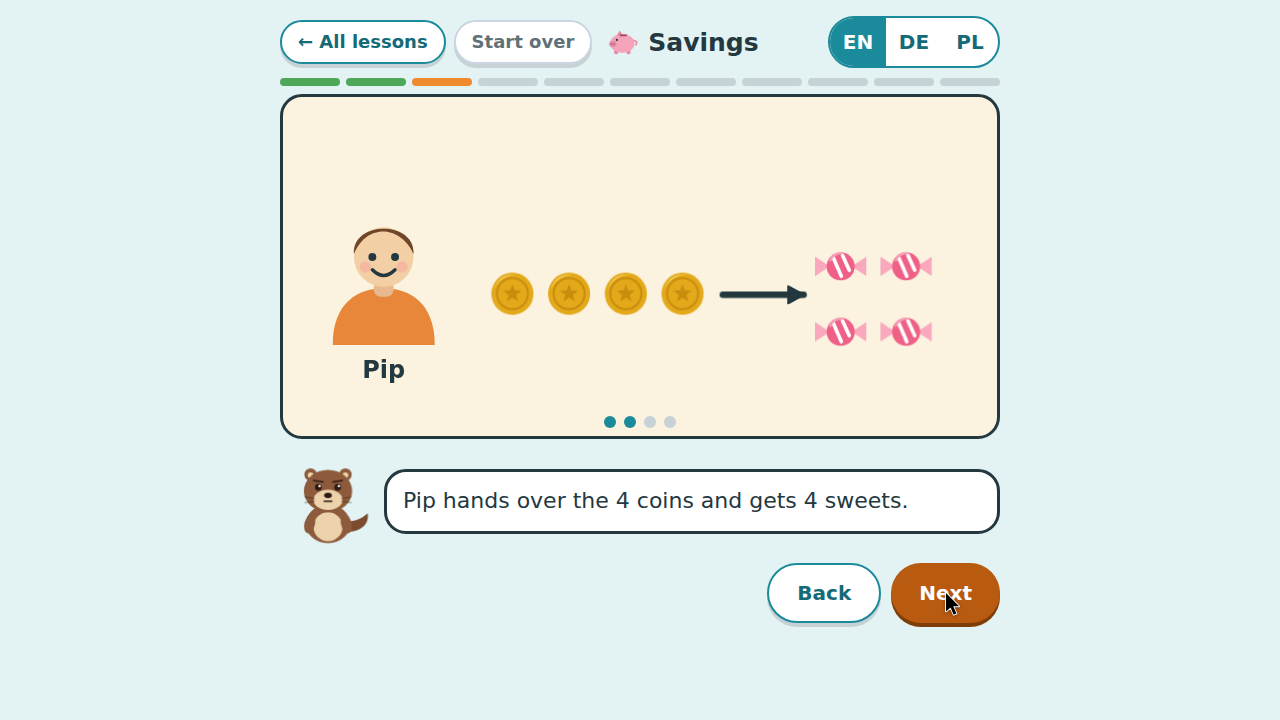 ← All lessons
Start over
Savings
EN DE PL
Pip
Pip hands over the 4 coins and gets 4 sweets.
Back
Next